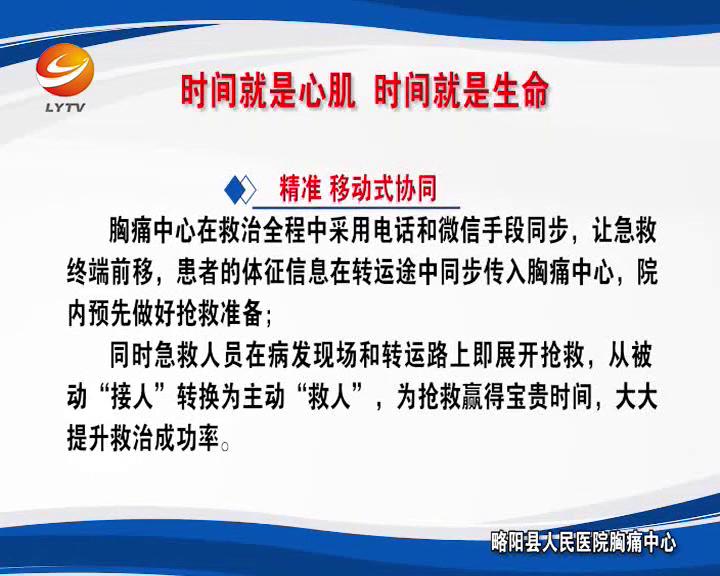 LYTV
时间就是心肌 时间就是生命
精准 移动式协同
胸痛中心在救治全程中采用电话和微信手段同步，让急救
终端前移，患者的体征信息在转运途中同步传入胸痛中心，院
内预先做好抢救准备；
同时急救人员在病发现场和转运路上即展开抢救，从被
动“接人”转换为主动“救人”，为抢救赢得宝贵时间，大大
提升救治成功率。
略阳县人民医院胸痛中心